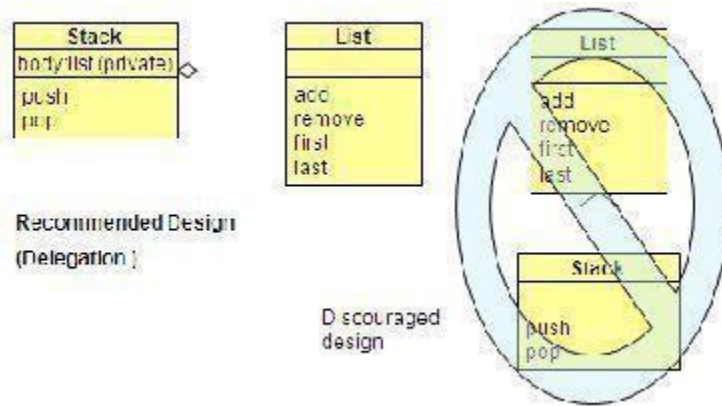 Stack
body:list (private)
push
pop
Recommended Design
(Delegation )
List
add
remove
first
last
List
add
remove
first
last
Stack
push
pop
Discouraged
design